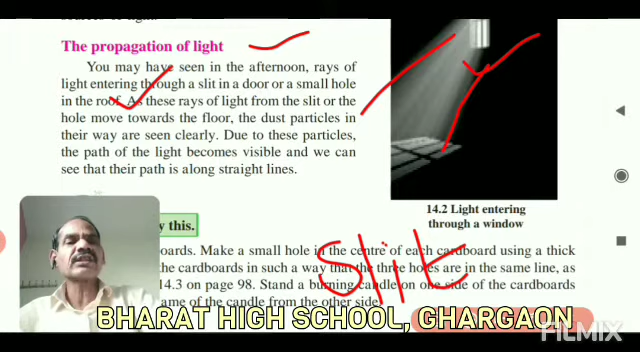 The propagation of light
You may have seen in the afternoon, rays of
light entering through a slit in a door or a small hole
in the roof. As these rays of light from the slit or the
hole move towards the floor, the dust particles in
their way are seen clearly. Due to these particles,
the path of the light becomes visible and we can
see that their path is along straight lines.
14.2 Light entering
through a window
y this.
oards. Make a small hole in the centre of each cardboard using a thick
the cardboards in such a way that the three holes are in the same line, as
14.3 on page 98. Stand a burning candle on one side of the cardboards
ame of the candle from the other side
Slit
BHARAT HIGH SCHOOL, GHARGAON
FILMIX